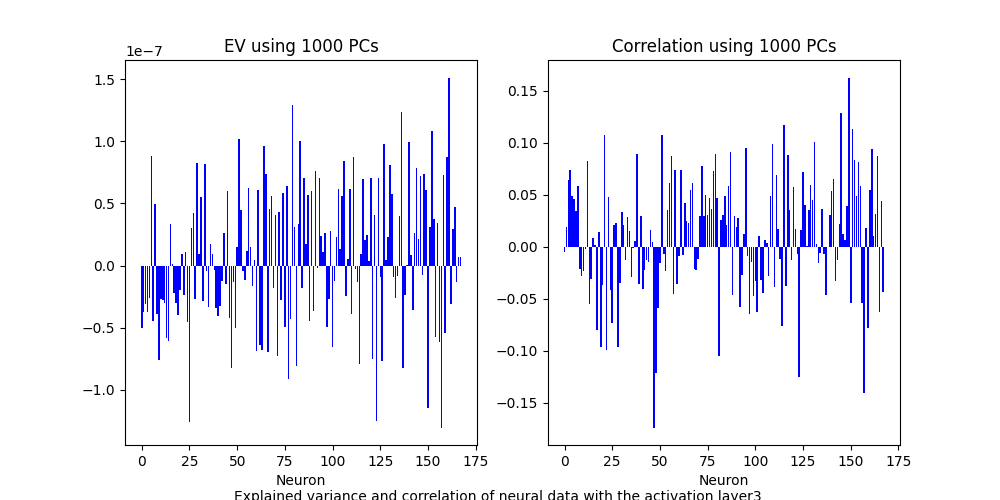 EV using 1000 PCs
Correlation using 1000 PCs
1e−7
1.5
1.0
0.5
0.0
−0.5
−1.0
0 25 50 75 100 125 150 175
Neuron
0.15
0.10
0.05
0.00
−0.05
−0.10
−0.15
0 25 50 75 100 125 150 175
Neuron
Explained variance and correlation of neural data with the activation layer3